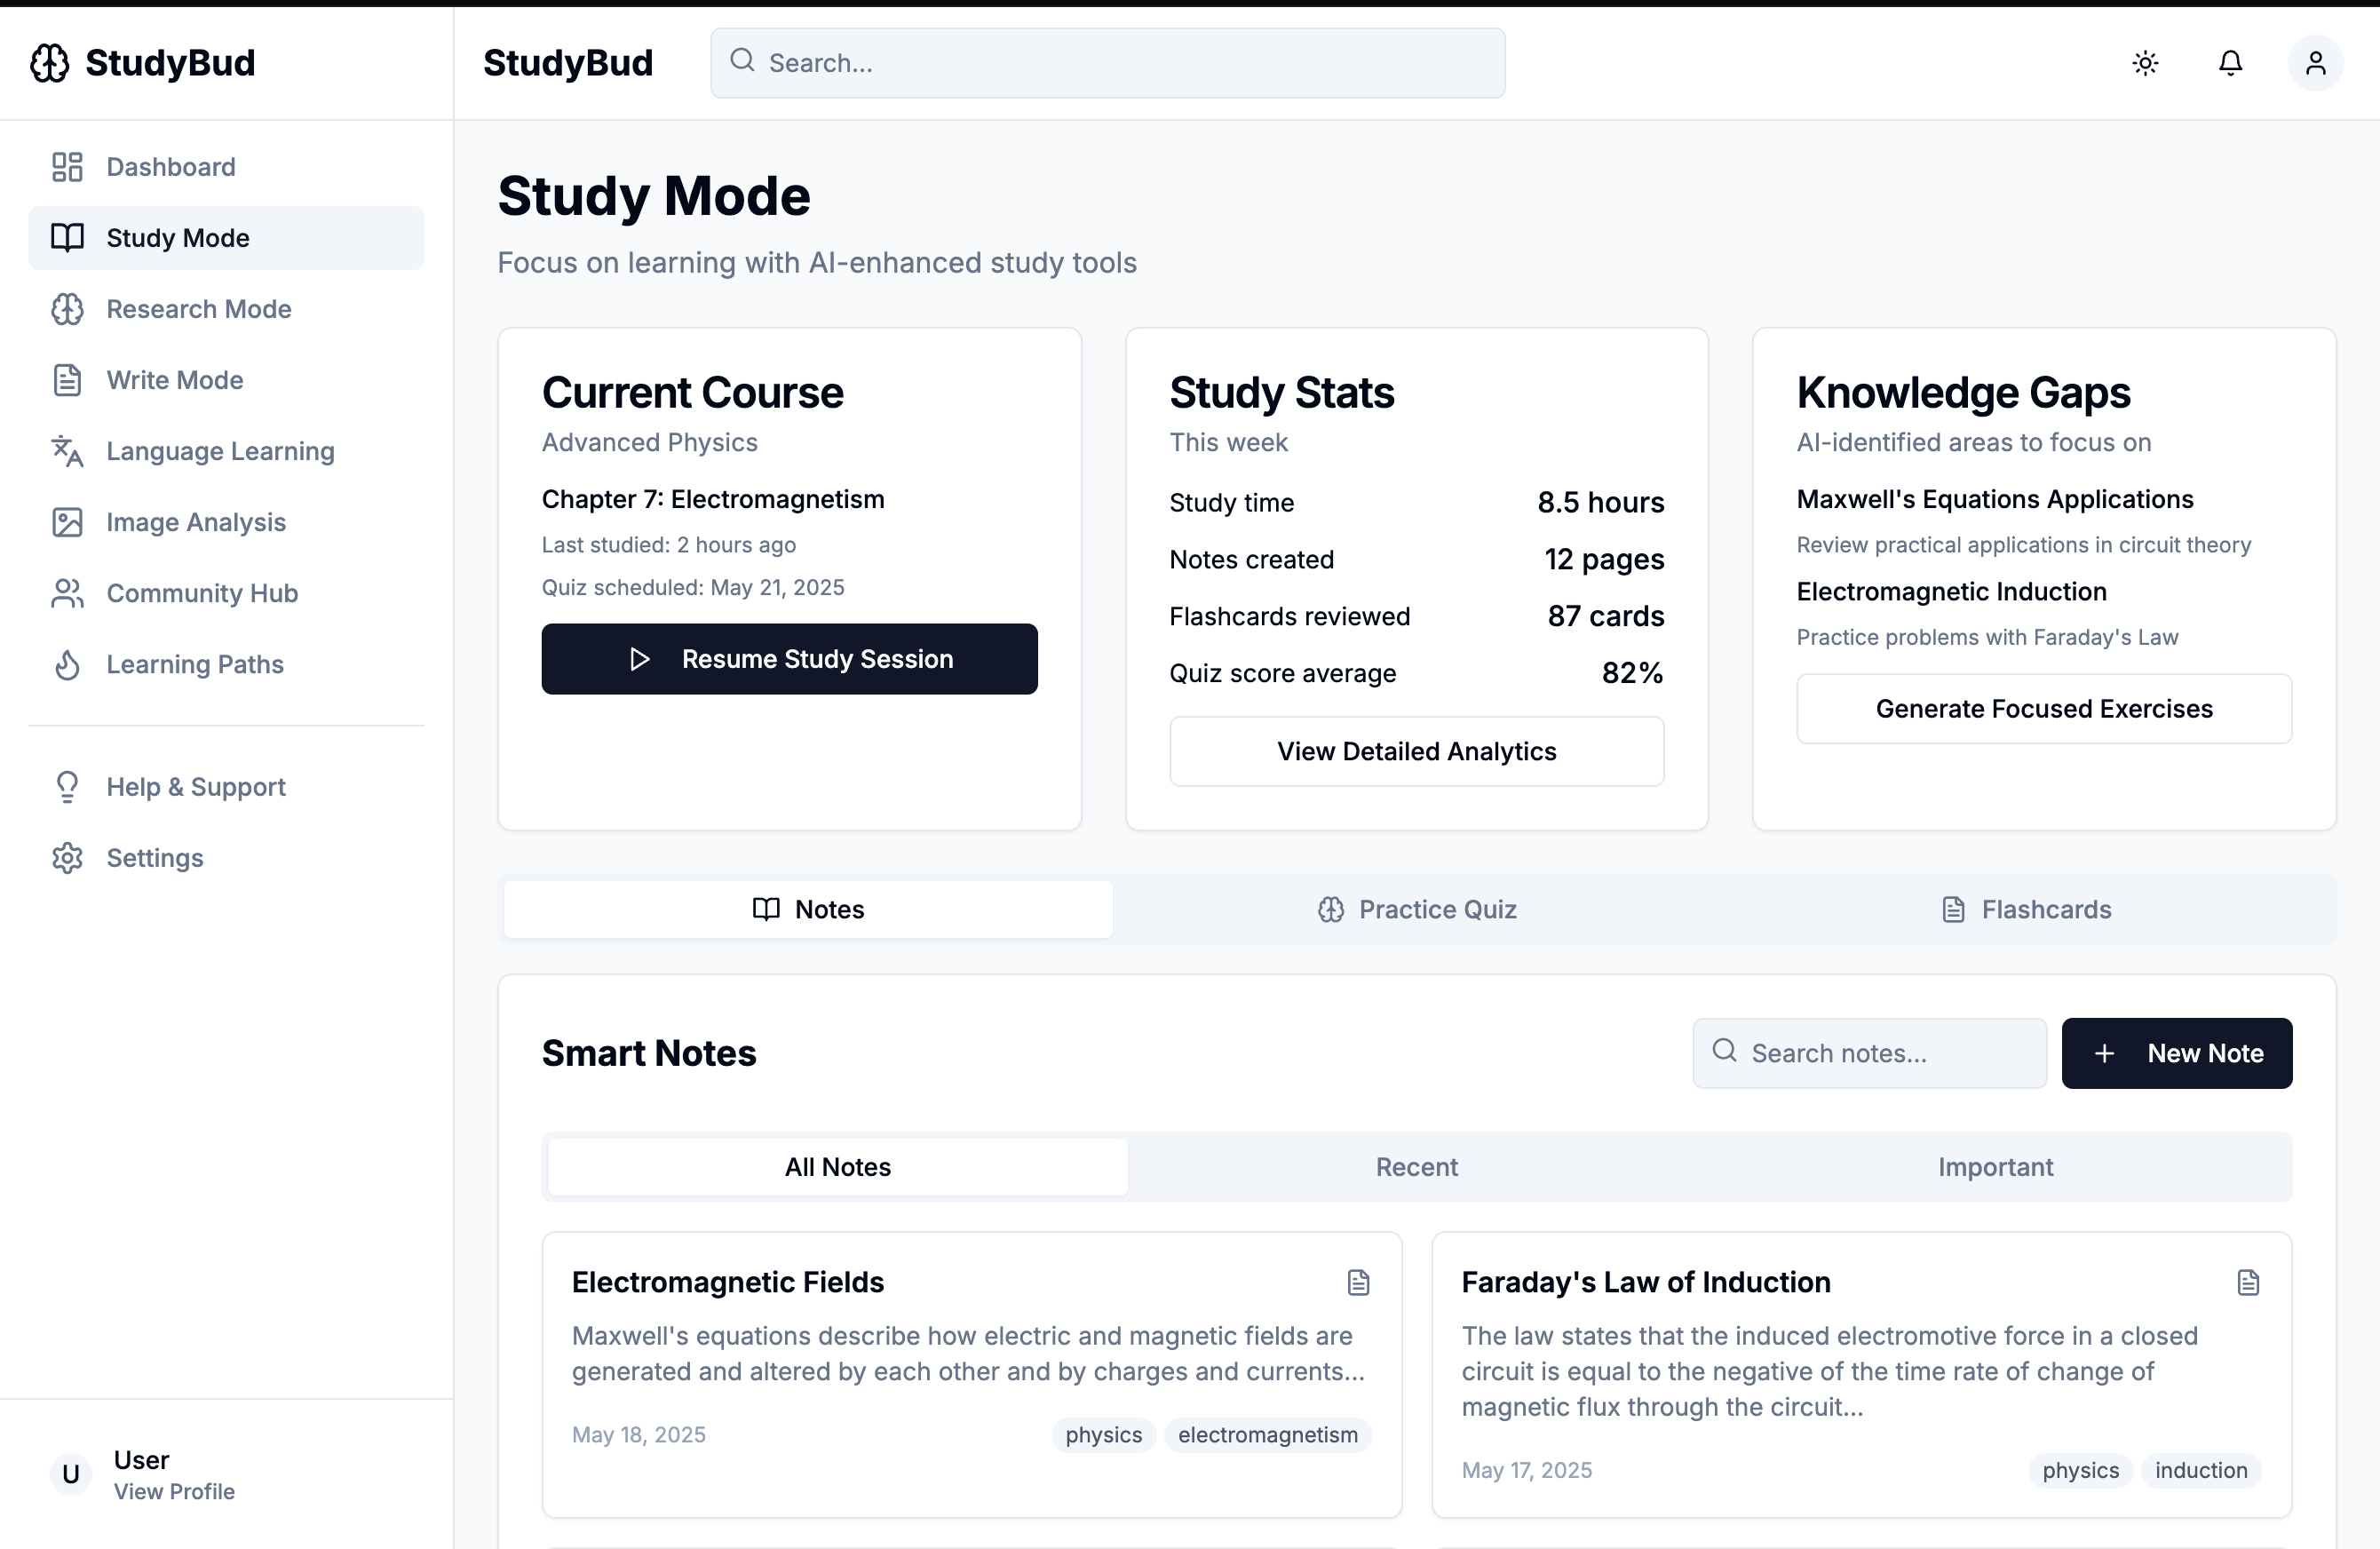 StudyBud
StudyBud
Search...
Dashboard
Study Mode
Research Mode
Write Mode
Language Learning
Image Analysis
Community Hub
Learning Paths
Help & Support
Settings
U
User
View Profile
Study Mode
Focus on learning with AI-enhanced study tools
Current Course
Advanced Physics
Chapter 7: Electromagnetism
Last studied: 2 hours ago
Quiz scheduled: May 21, 2025
Resume Study Session
Study Stats
This week
Study time 8.5 hours
Notes created 12 pages
Flashcards reviewed 87 cards
Quiz score average 82%
View Detailed Analytics
Knowledge Gaps
AI-identified areas to focus on
Maxwell's Equations Applications
Review practical applications in circuit theory
Electromagnetic Induction
Practice problems with Faraday's Law
Generate Focused Exercises
Notes Practice Quiz Flashcards
Smart Notes
Search notes...
New Note
All Notes Recent Important
Electromagnetic Fields
Maxwell's equations describe how electric and magnetic fields are
generated and altered by each other and by charges and currents...
May 18, 2025 physics electromagnetism
Faraday's Law of Induction
The law states that the induced electromotive force in a closed
circuit is equal to the negative of the time rate of change of
magnetic flux through the circuit...
May 17, 2025 physics induction